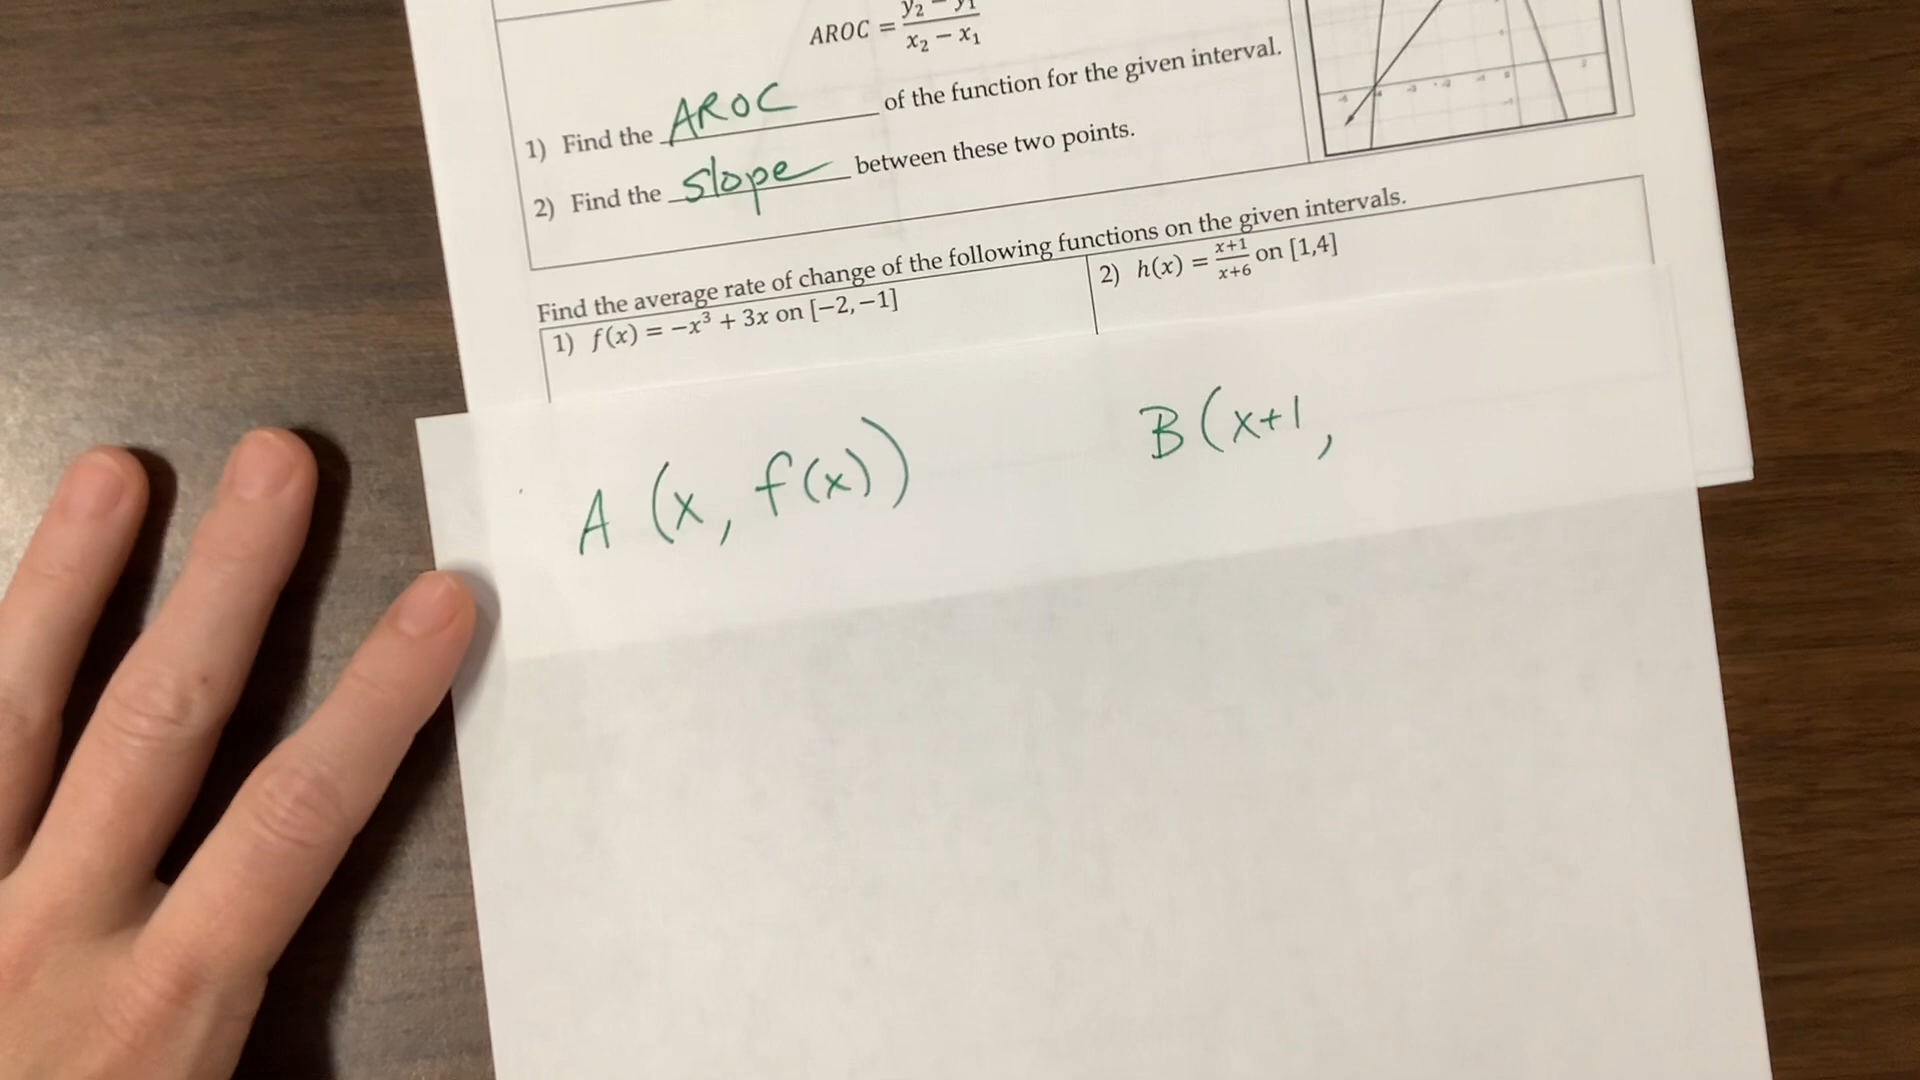 AROC = y₂ − y₁ / x₂ − x₁
1) Find the AROC of the function for the given interval.
2) Find the slope between these two points.
Find the average rate of change of the following functions on the given intervals.
1) f(x) = −x³ + 3x on [−2, −1]
2) h(x) = x+1 / x+6 on [1,4]
A (x, f(x))
B (x+1,